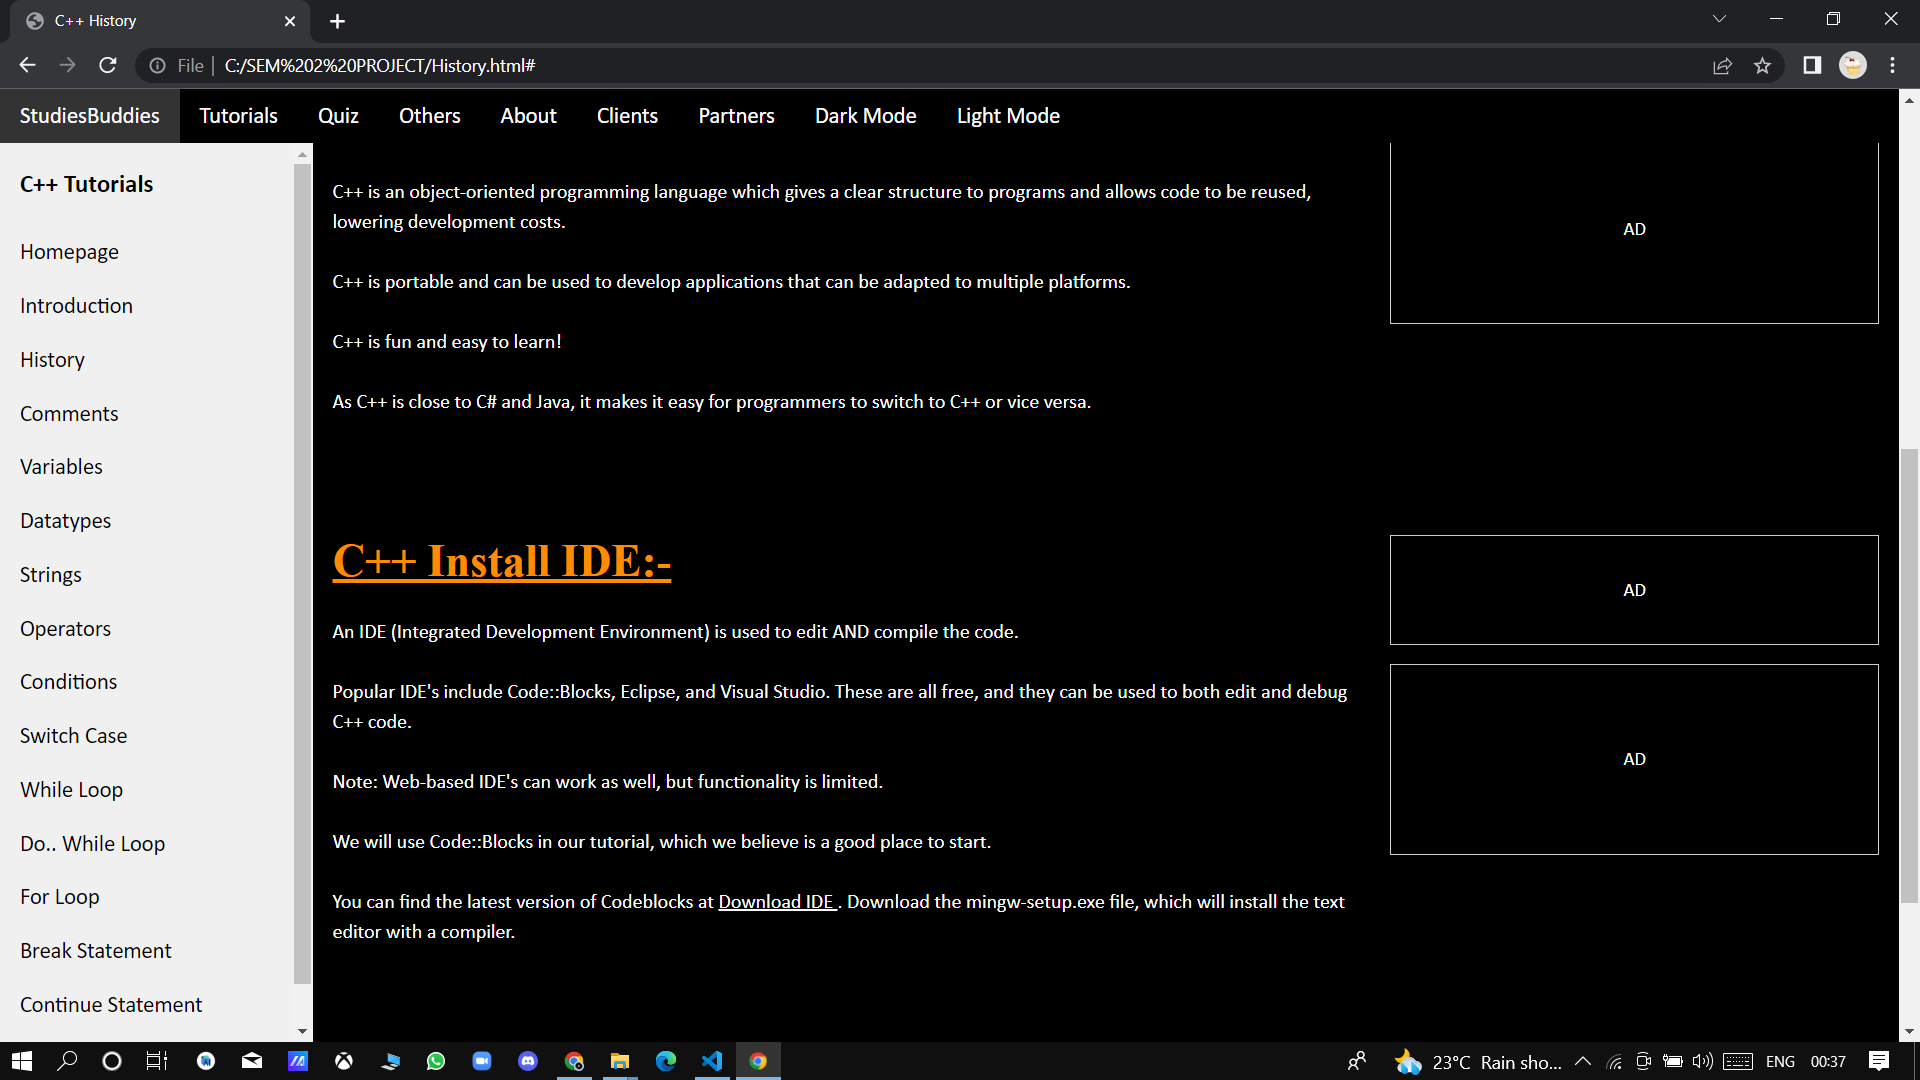 C++ History
File | C:/SEM%202%20PROJECT/History.html#
StudiesBuddies Tutorials Quiz Others About Clients Partners Dark Mode Light Mode
C++ Tutorials
Homepage
Introduction
History
Comments
Variables
Datatypes
Strings
Operators
Conditions
Switch Case
While Loop
Do.. While Loop
For Loop
Break Statement
Continue Statement
C++ is an object-oriented programming language which gives a clear structure to programs and allows code to be reused,
lowering development costs.
C++ is portable and can be used to develop applications that can be adapted to multiple platforms.
C++ is fun and easy to learn!
As C++ is close to C# and Java, it makes it easy for programmers to switch to C++ or vice versa.
C++ Install IDE:-
An IDE (Integrated Development Environment) is used to edit AND compile the code.
Popular IDE's include Code::Blocks, Eclipse, and Visual Studio. These are all free, and they can be used to both edit and debug
C++ code.
Note: Web-based IDE's can work as well, but functionality is limited.
We will use Code::Blocks in our tutorial, which we believe is a good place to start.
You can find the latest version of Codeblocks at Download IDE . Download the mingw-setup.exe file, which will install the text
editor with a compiler.
AD
AD
AD
23°C Rain sho... ENG 00:37